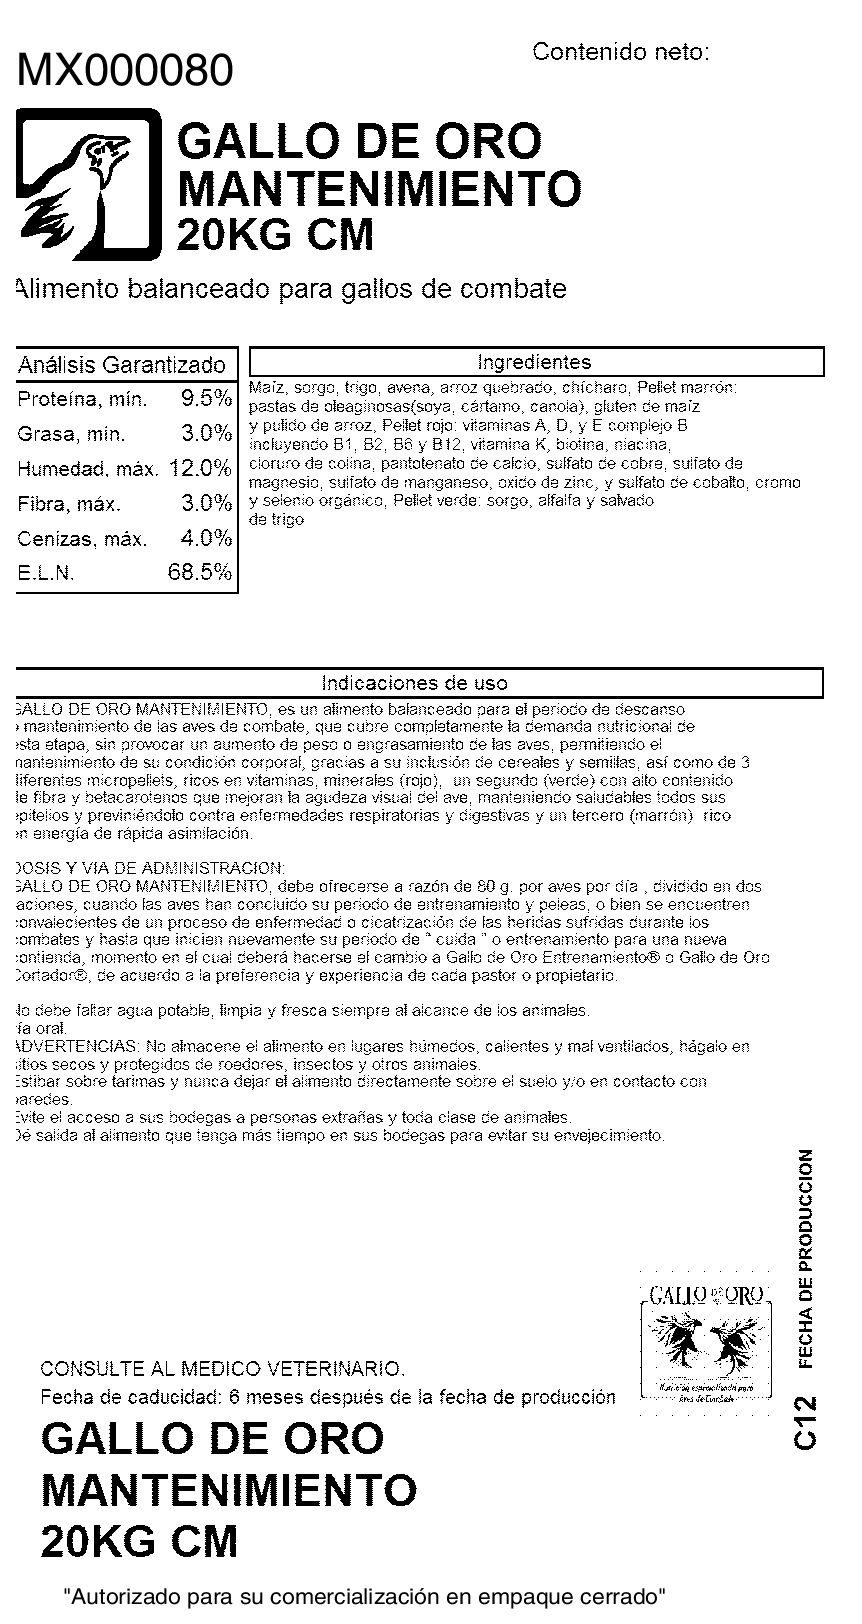 Contenido neto:
MX000080
GALLO DE ORO
MANTENIMIENTO
20KG CM
Alimento balanceado para gallos de combate
Análisis Garantizado
Proteína, mín. 9.5%
Grasa, mín. 3.0%
Humedad, máx. 12.0%
Fibra, máx. 3.0%
Cenizas, máx. 4.0%
E.L.N. 68.5%
Ingredientes
Maíz, sorgo, trigo, avena, arroz quebrado, chícharo, Pellet marrón:
pastas de oleaginosas(soya, cártamo, canola), gluten de maíz
y pulido de arroz, Pellet rojo: vitaminas A, D, y E complejo B
incluyendo B1, B2, B6 y B12, vitamina K, biotina, niacina,
cloruro de colina, pantotenato de calcio, sulfato de cobre, sulfato de
magnesio, sulfato de manganeso, oxido de zinc, y sulfato de cobalto, cromo
y selenio orgánico, Pellet verde: sorgo, alfalfa y salvado
de trigo
Indicaciones de uso
GALLO DE ORO MANTENIMIENTO, es un alimento balanceado para el periodo de descanso
o mantenimiento de las aves de combate, que cubre completamente la demanda nutricional de
esta etapa, sin provocar un aumento de peso o engrasamiento de las aves, permitiendo el
mantenimiento de su condición corporal, gracias a su inclusión de cereales y semillas, así como de 3
diferentes micropellets, ricos en vitaminas, minerales (rojo), un segundo (verde) con alto contenido
de fibra y betacarotenos que mejoran la agudeza visual del ave, manteniendo saludables todos sus
epitelios y previniéndolo contra enfermedades respiratorias y digestivas y un tercero (marrón) rico
en energía de rápida asimilación.
DOSIS Y VIA DE ADMINISTRACION:
GALLO DE ORO MANTENIMIENTO, debe ofrecerse a razón de 80 g. por aves por día , dividido en dos
raciones, cuando las aves han concluido su periodo de entrenamiento y peleas, o bien se encuentren
convalecientes de un proceso de enfermedad o cicatrización de las heridas sufridas durante los
combates y hasta que inicien nuevamente su periodo de " cuida " o entrenamiento para una nueva
contienda, momento en el cual deberá hacerse el cambio a Gallo de Oro Entrenamiento® o Gallo de Oro
Cortador®, de acuerdo a la preferencia y experiencia de cada pastor o propietario.
No debe faltar agua potable, limpia y fresca siempre al alcance de los animales.
Vía oral.
ADVERTENCIAS: No almacene el alimento en lugares húmedos, calientes y mal ventilados, hágalo en
sitios secos y protegidos de roedores, insectos y otros animales.
Estibar sobre tarimas y nunca dejar el alimento directamente sobre el suelo y/o en contacto con
paredes.
Evite el acceso a sus bodegas a personas extrañas y toda clase de animales.
Dé salida al alimento que tenga más tiempo en sus bodegas para evitar su envejecimiento.
C12 FECHA DE PRODUCCION
GALLO DE ORO
Nutrición especializada para
Aves de Combate
CONSULTE AL MEDICO VETERINARIO.
Fecha de caducidad: 6 meses después de la fecha de producción
GALLO DE ORO
MANTENIMIENTO
20KG CM
"Autorizado para su comercialización en empaque cerrado"